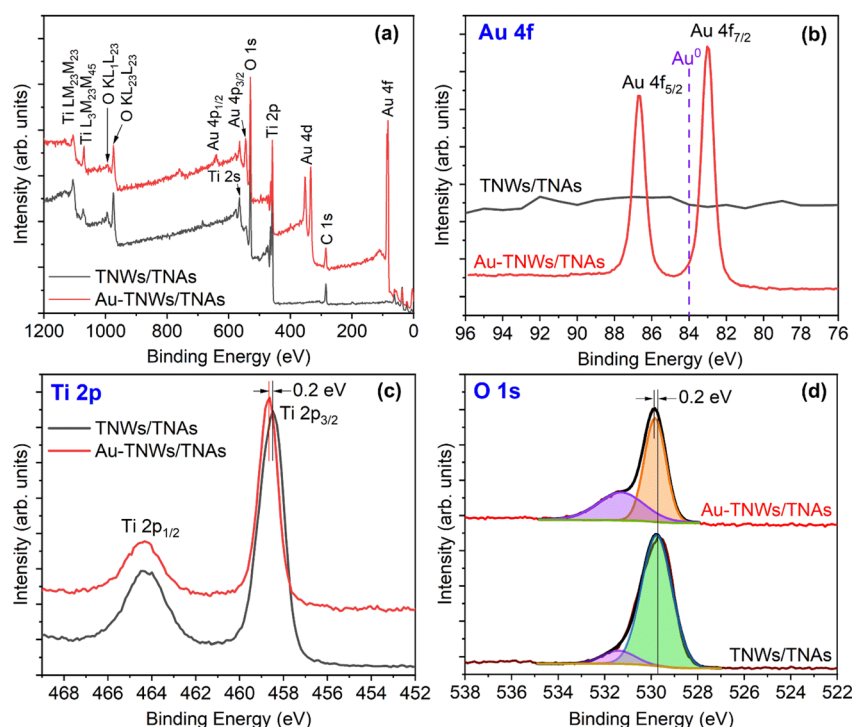 (a)
Ti LM23M23
Ti L3M23M45
O KL1L23
O KL23L23
Au 4p1/2
Ti 2s
Au 4p3/2
O 1s
Ti 2p
Au 4d
C 1s
Au 4f
TNWs/TNAs
Au-TNWs/TNAs
Intensity (arb. units)
1200 1000 800 600 400 200 0
Binding Energy (eV)
Au 4f
(b)
Au 4f7/2
Au0
Au 4f5/2
TNWs/TNAs
Au-TNWs/TNAs
Intensity (arb. units)
96 94 92 90 88 86 84 82 80 78 76
Binding Energy (eV)
Ti 2p
(c)
0.2 eV
Ti 2p3/2
TNWs/TNAs
Au-TNWs/TNAs
Ti 2p1/2
Intensity (arb. units)
468 466 464 462 460 458 456 454 452
Binding Energy (eV)
O 1s
(d)
0.2 eV
Au-TNWs/TNAs
TNWs/TNAs
Intensity (arb. units)
538 536 534 532 530 528 526 524 522
Binding Energy (eV)